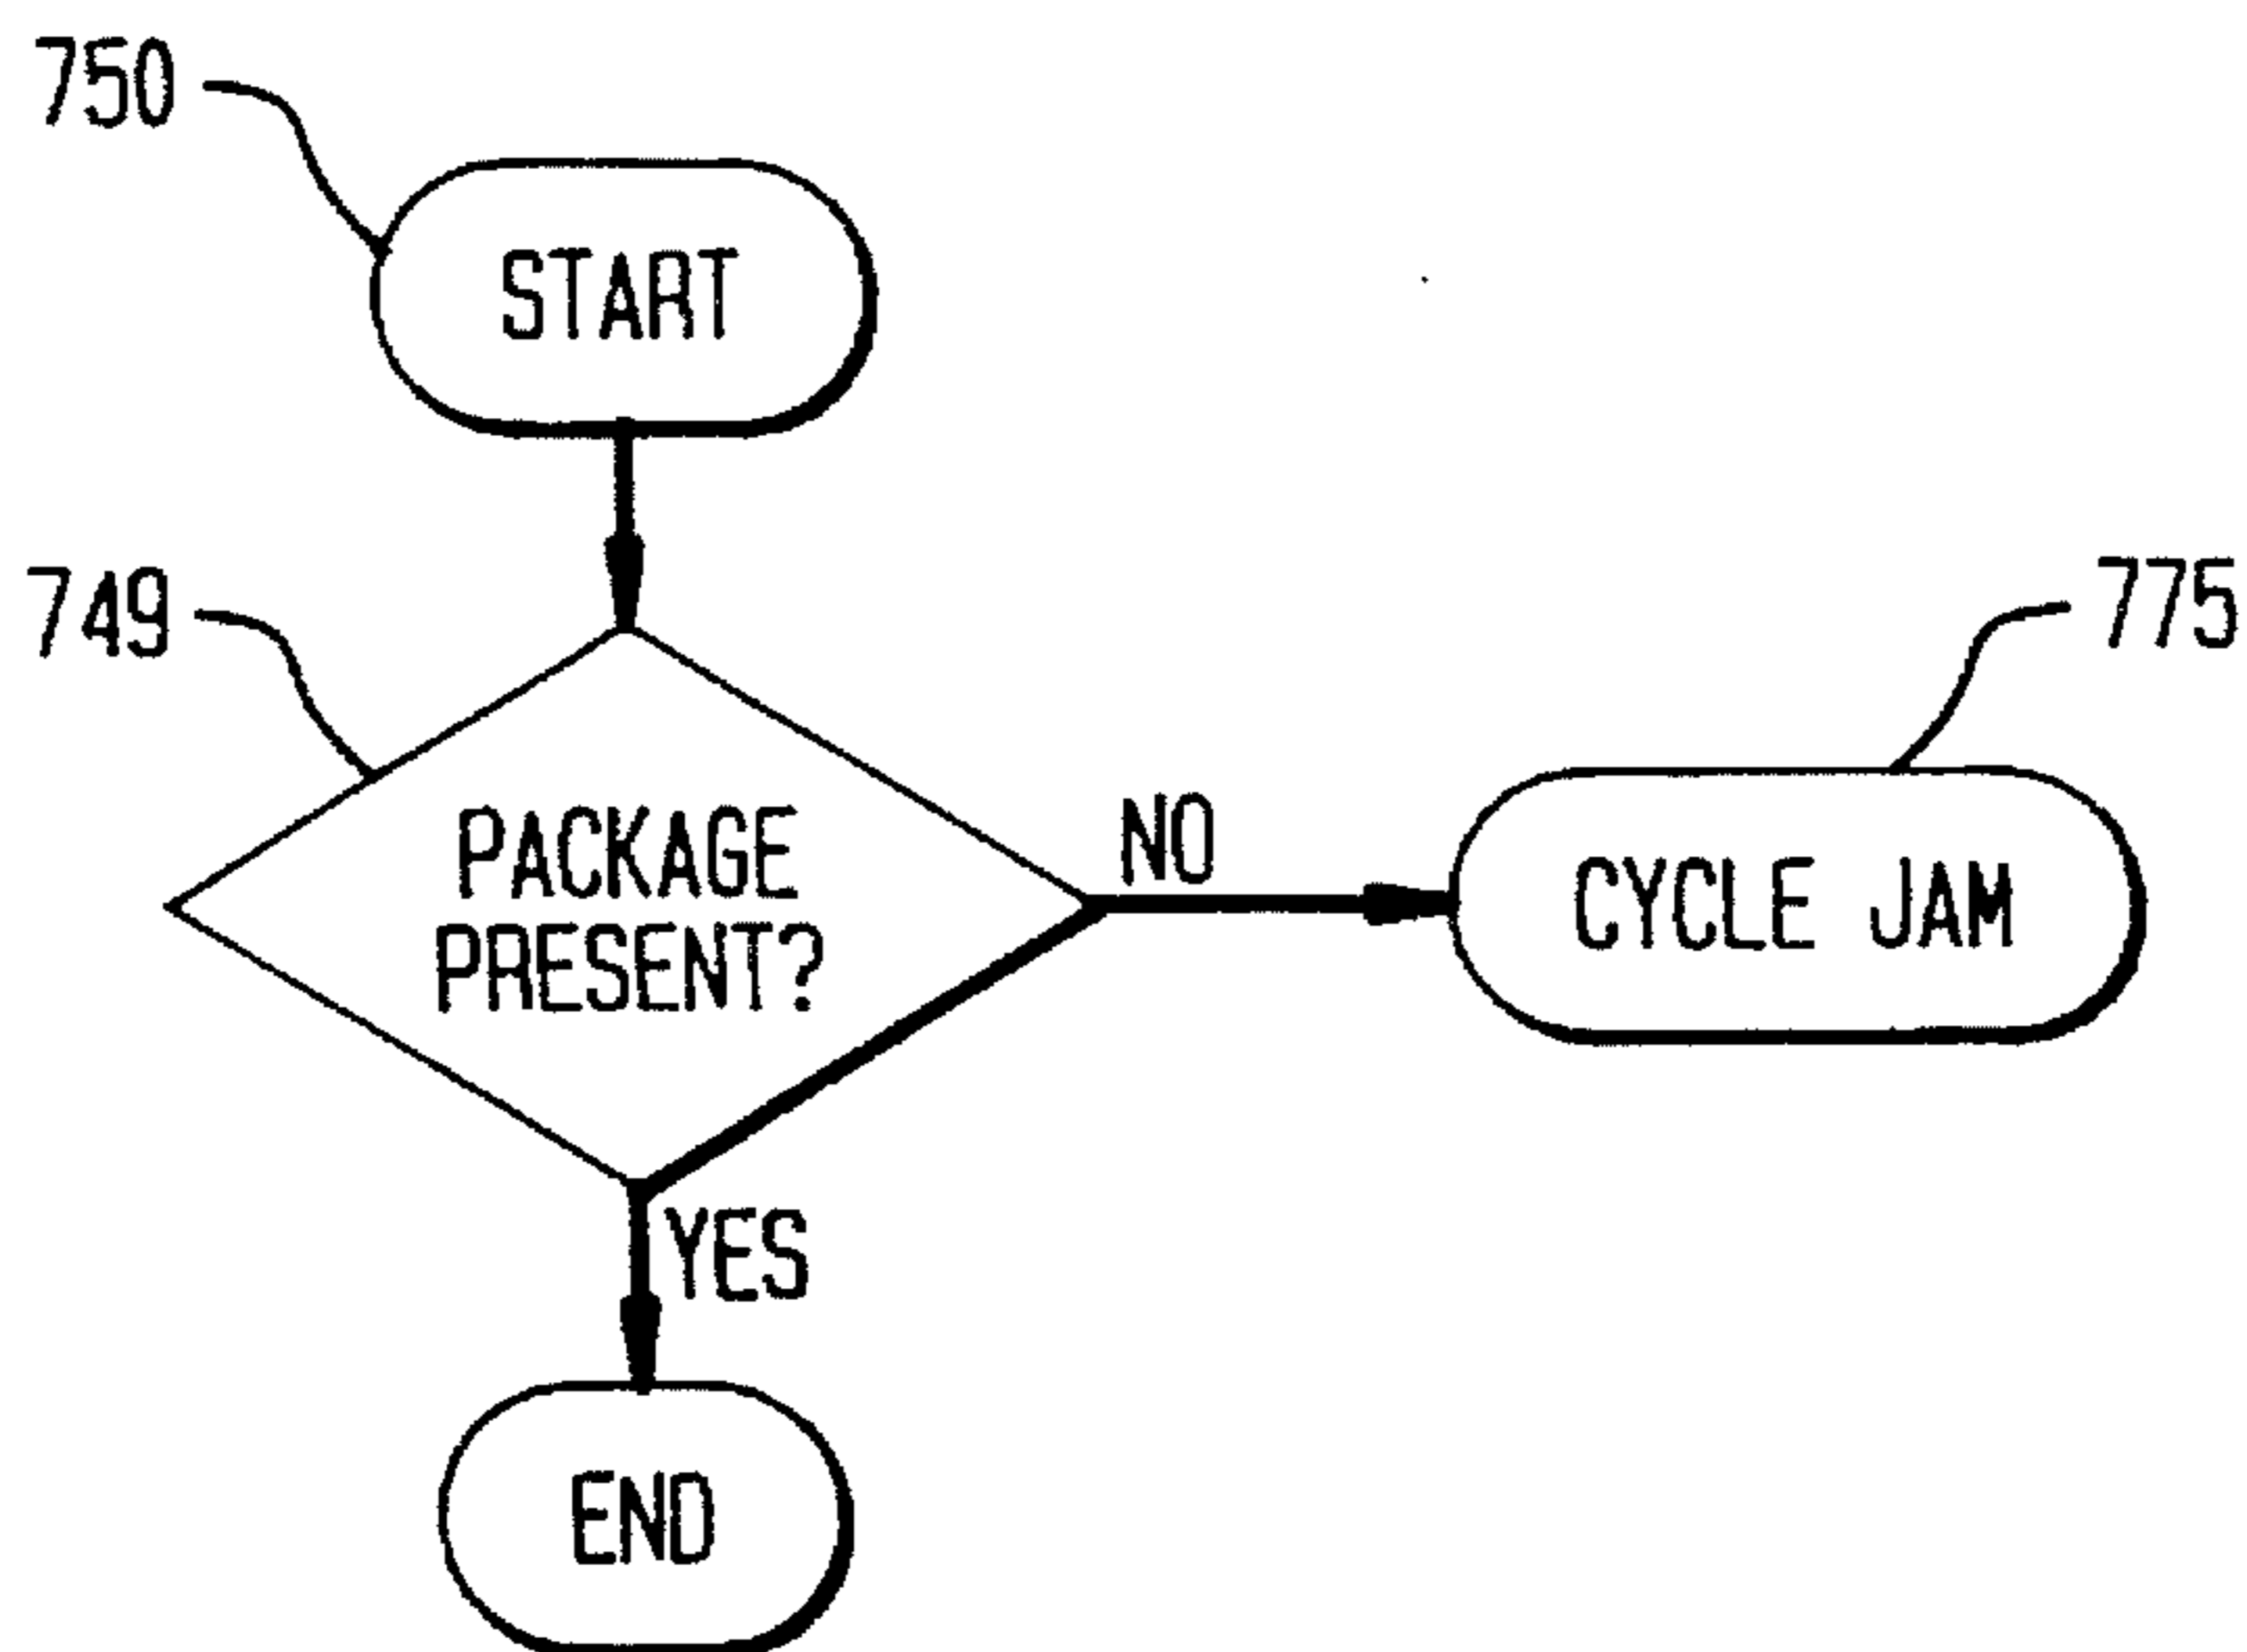 750
START
749
775
PACKAGE
PRESENT?
NO
CYCLE JAM
YES
END